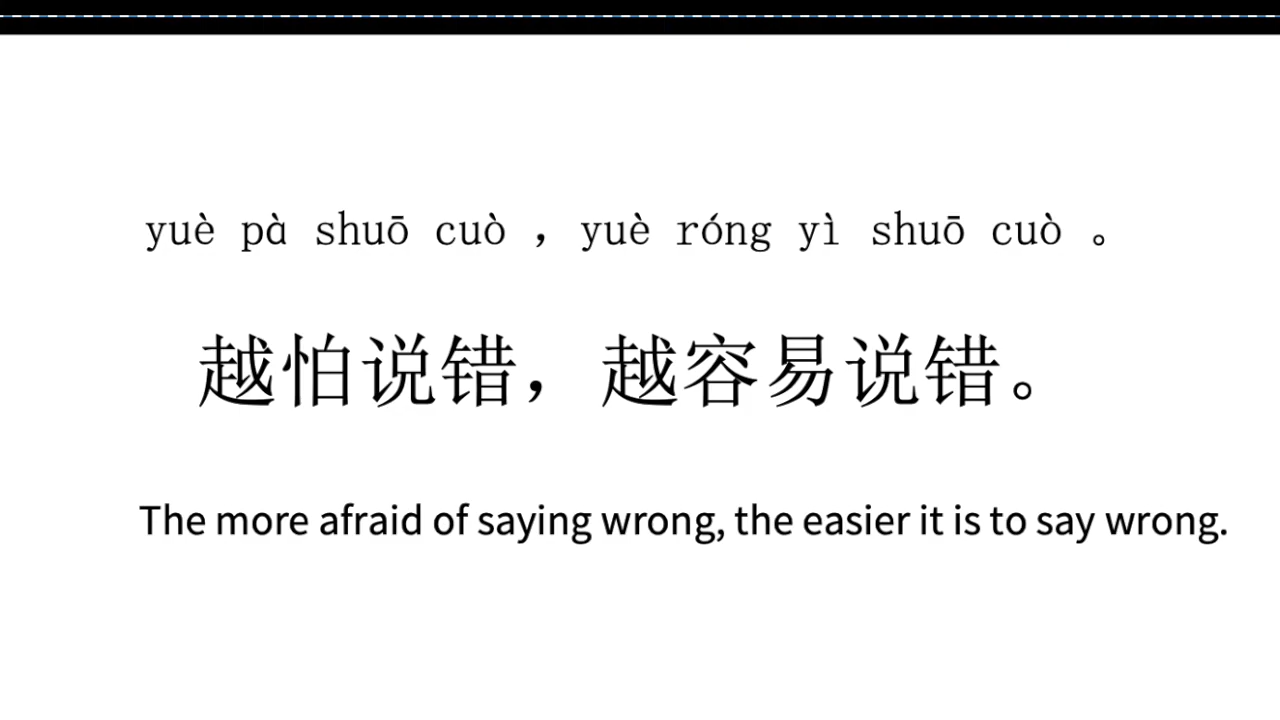 yuè pà shuō cuò ，yuè róng yì shuō cuò 。
越怕说错，越容易说错。
The more afraid of saying wrong, the easier it is to say wrong.